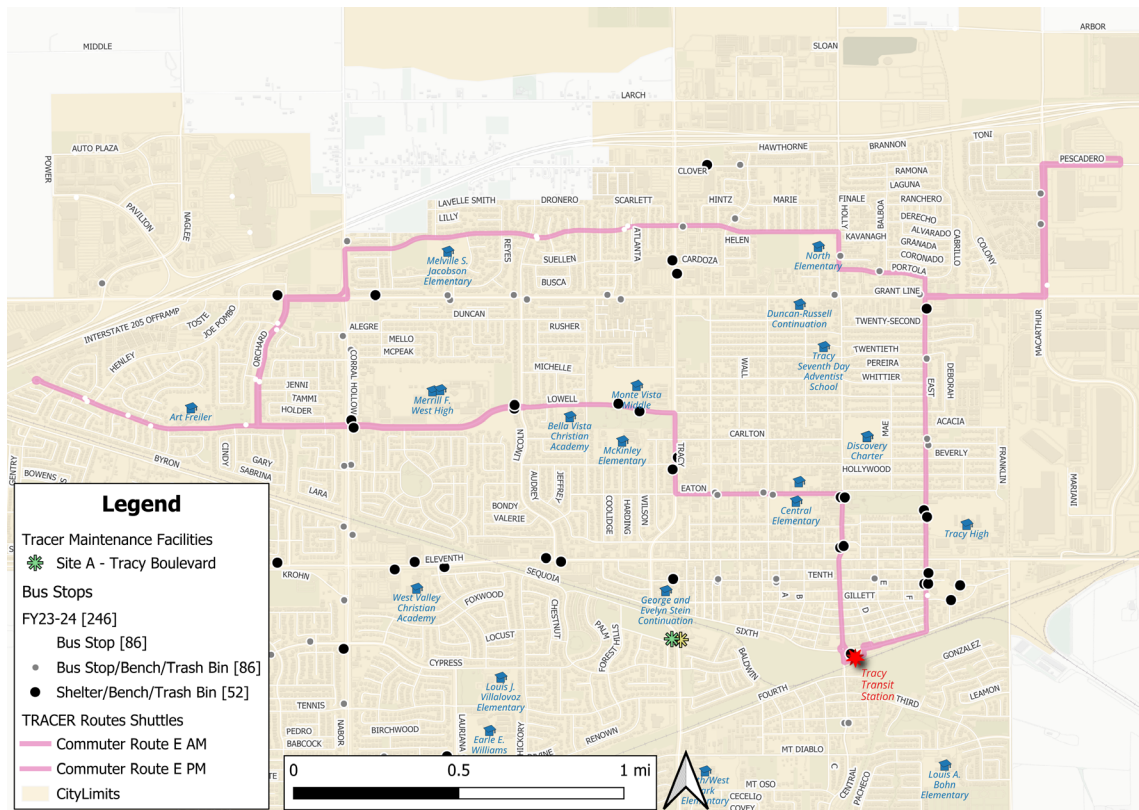 ARBOR
MIDDLE
SLOAN
LARCH
TONI
HAWTHORNE
BRANNON
AUTO PLAZA
PESCADERO
CLOVER
RAMONA
POWER
LAGUNA
LAVELLE SMITH
DRONERO
SCARLETT
HINTZ
MARIE
FINALE
RANCHERO
PAVILION
NAGLEE
LILLY
HOLLY
BALBOA
DERECHO
ALVARADO
CABRILLO
COLONY
REYES
ATLANTA
HELEN
KAVANAGH
GRANADA
Melville S.
Jacobson
Elementary
SUELLEN
CARDOZA
North
Elementary
CORONADO
PORTOLA
BUSCA
GRANT LINE
INTERSTATE 205 OFFRAMP
TOSTE
JOE POMBO
DUNCAN
Duncan-Russell
Continuation
TWENTY-SECOND
MACARTHUR
ALEGRE
RUSHER
HENLEY
ORCHARD
MELLO
MCPEAK
CORRAL HOLLOW
Tracy
Seventh Day
Adventist
School
TWENTIETH
PEREIRA
WHITTIER
WALL
EAST
DEBORAH
MICHELLE
JENNI
TAMMI
HOLDER
Merrill F.
West High
LOWELL
Monte Vista
Middle
Art Freiler
Bella Vista
Christian
Academy
ACACIA
MAE
CARLTON
LINCOLN
McKinley
Elementary
TRACY
Discovery
Charter
BEVERLY
GENTRY
BYRON
CINDY
GARY
SABRINA
HOLLYWOOD
FRANKLIN
BOWENS
AUDREY
JEFFREY
MARIANI
LARA
EATON
COOLIDGE
HARDING
WILSON
Central
Elementary
BONDY
VALERIE
Tracy High
ELEVENTH
KROHN
SEQUOIA
TENTH
E
West Valley
Christian
Academy
FOXWOOD
CHESTNUT
George and
Evelyn Stein
Continuation
B
A
GILLETT
D
F
PALM
FOREST HILLS
SIXTH
LOCUST
BALDWIN
GONZALEZ
CYPRESS
FOURTH
Tracy
Transit
Station
THIRD
LEAMON
Louis J.
Villalovoz
Elementary
TENNIS
NABOR
BIRCHWOOD
LAURIANA
HICKORY
RENOWN
PEDRO
BABCOCK
Earle E.
Williams
MT DIABLO
C
CENTRAL
PACHECO
MT OSO
CECELIO
COVEY
Louis A.
Bohn
Elementary
Legend
Tracer Maintenance Facilities
Site A - Tracy Boulevard
Bus Stops
FY23-24 [246]
Bus Stop [86]
Bus Stop/Bench/Trash Bin [86]
Shelter/Bench/Trash Bin [52]
TRACER Routes Shuttles
Commuter Route E AM
Commuter Route E PM
CityLimits
0
0.5
1 mi